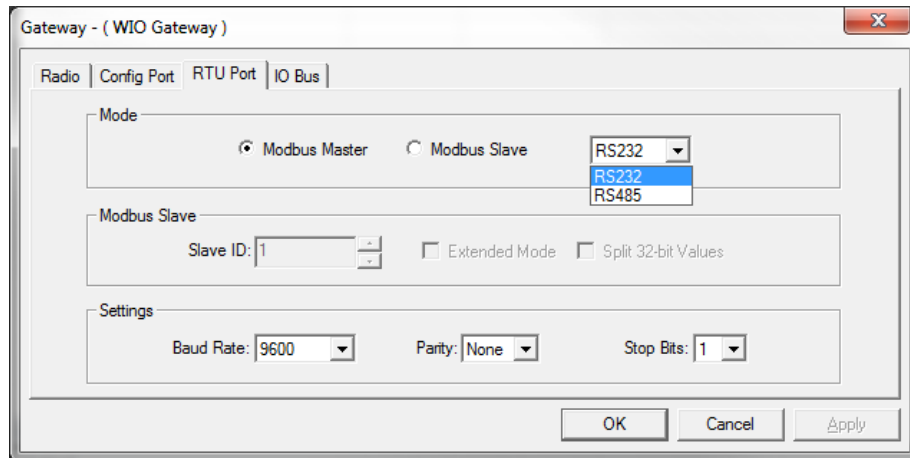 Gateway - ( WIO Gateway )
Radio Config Port RTU Port IO Bus
Mode
Modbus Master Modbus Slave RS232
RS232
RS485
Modbus Slave
Slave ID: 1 Extended Mode Split 32-bit Values
Settings
Baud Rate: 9600 Parity: None Stop Bits: 1
OK Cancel Apply